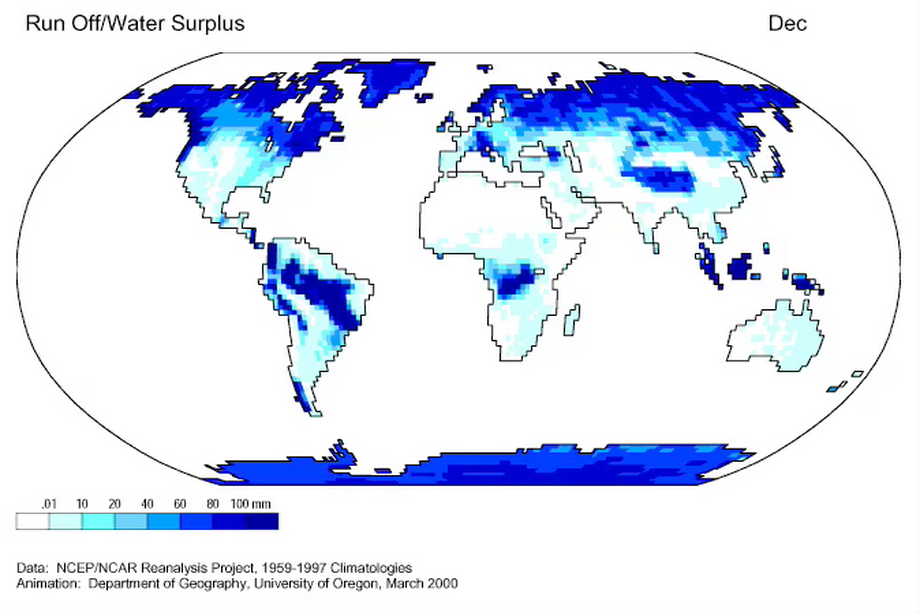 Run Off/Water Surplus
Dec
.01 10 20 40 60 80 100 mm
Data:  NCEP/NCAR Reanalysis Project, 1959-1997 Climatologies
Animation:  Department of Geography, University of Oregon, March 2000